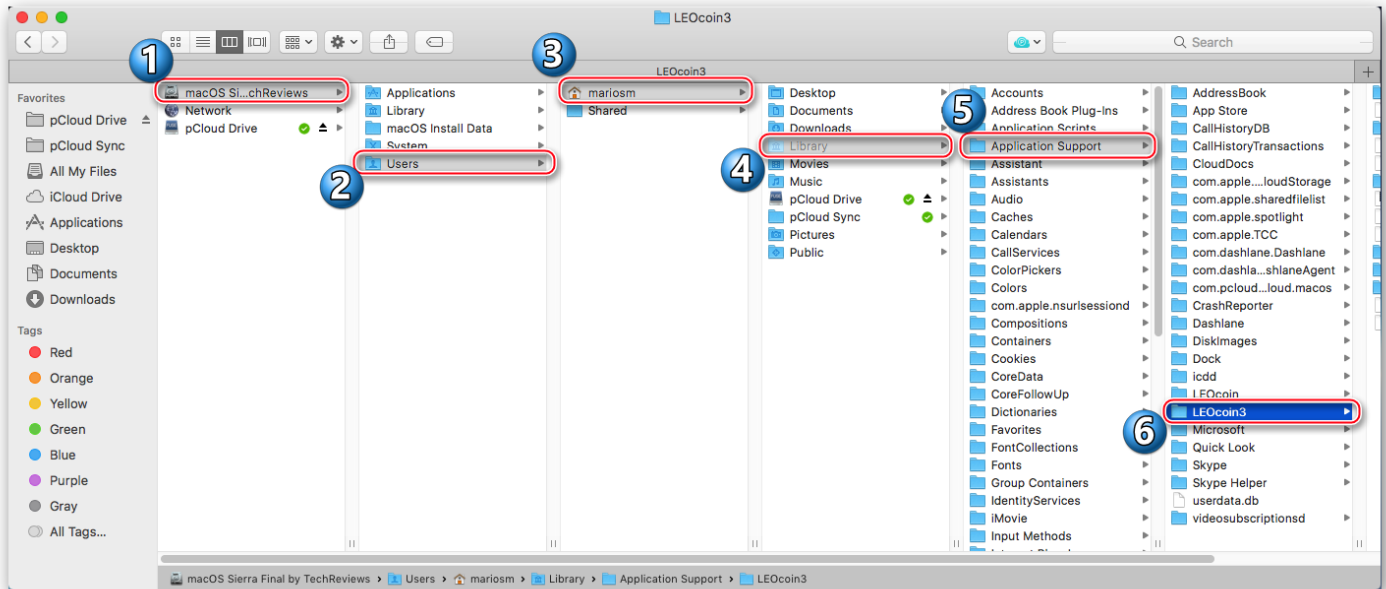 LEOcoin3
Search
LEOcoin3
1
2
3
4
5
6
Favorites
pCloud Drive
pCloud Sync
All My Files
iCloud Drive
Applications
Desktop
Documents
Downloads
Tags
Red
Orange
Yellow
Green
Blue
Purple
Gray
All Tags...
macOS Si...chReviews
Network
pCloud Drive
Applications
Library
macOS Install Data
System
Users
mariosm
Shared
Desktop
Documents
Downloads
Library
Movies
Music
pCloud Drive
pCloud Sync
Pictures
Public
Accounts
Address Book Plug-Ins
Application Scripts
Application Support
Assistant
Assistants
Audio
Caches
Calendars
CallServices
ColorPickers
Colors
com.apple.nsurlsessiond
Compositions
Containers
Cookies
CoreData
CoreFollowUp
Dictionaries
Favorites
FontCollections
Fonts
Group Containers
IdentityServices
iMovie
Input Methods
AddressBook
App Store
CallHistoryDB
CallHistoryTransactions
CloudDocs
com.apple....loudStorage
com.apple.sharedfilelist
com.apple.spotlight
com.apple.TCC
com.dashlane.Dashlane
com.dashla...shlaneAgent
com.pcloud...loud.macos
CrashReporter
Dashlane
DiskImages
Dock
icdd
LEOcoin
LEOcoin3
Microsoft
Quick Look
Skype
Skype Helper
userdata.db
videosubscriptionsd
macOS Sierra Final by TechReviews › Users › mariosm › Library › Application Support › LEOcoin3